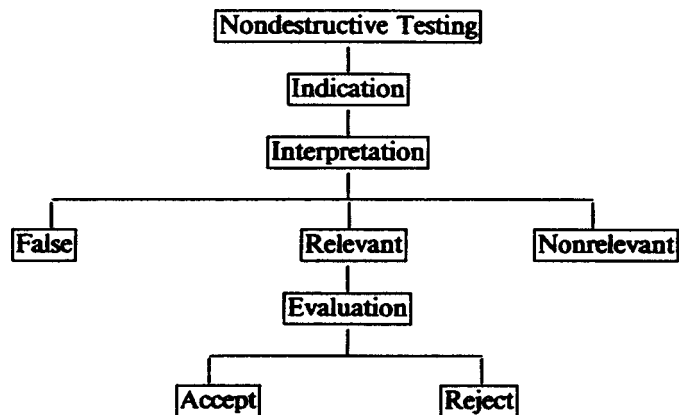 Nondestructive Testing
Indication
Interpretation
False
Relevant
Nonrelevant
Evaluation
Accept
Reject